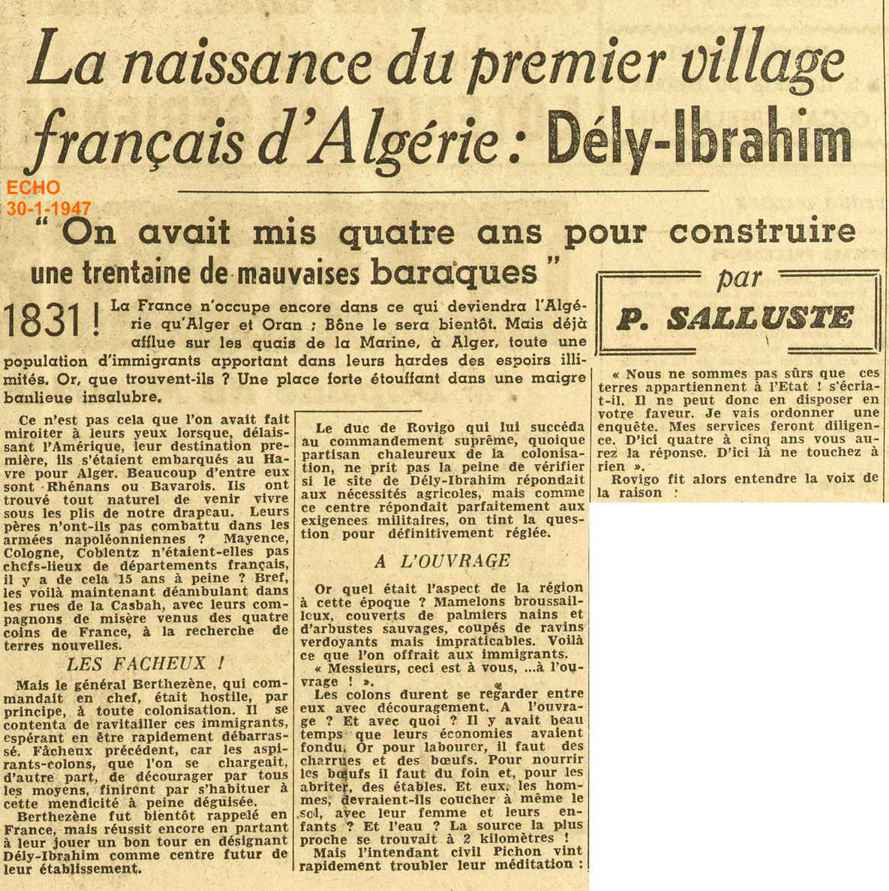 La naissance du premier village
français d'Algérie : Dély-Ibrahim
ECHO
30-1-1947
“ On avait mis quatre ans pour construire
une trentaine de mauvaises baraques ”
par
P. SALLUSTE
1831 ! La France n'occupe encore dans ce qui deviendra l'Algé-
rie qu'Alger et Oran ; Bône le sera bientôt. Mais déjà
afflue sur les quais de la Marine, à Alger, toute une
population d'immigrants apportant dans leurs hardes des espoirs illi-
mités. Or, que trouvent-ils ? Une place forte étouffant dans une maigre
banlieue insalubre.
Ce n'est pas cela que l'on avait fait
miroiter à leurs yeux lorsque, délais-
sant l'Amérique, leur destination pre-
mière, ils s'étaient embarqués au Ha-
vre pour Alger. Beaucoup d'entre eux
sont Rhénans ou Bavarois. Ils ont
trouvé tout naturel de venir vivre
sous les plis de notre drapeau. Leurs
pères n'ont-ils pas combattu dans les
armées napoléonniennes ? Mayence,
Cologne, Coblentz n'étaient-elles pas
chefs-lieux de départements français,
il y a de cela 15 ans à peine ? Bref,
les voilà maintenant déambulant dans
les rues de la Casbah, avec leurs com-
pagnons de misère venus des quatre
coins de France, à la recherche de
terres nouvelles.
LES FACHEUX !
Mais le général Berthezène, qui com-
mandait en chef, était hostile, par
principe, à toute colonisation. Il se
contenta de ravitailler ces immigrants,
espérant en être rapidement débarras-
sé. Fâcheux précédent, car les aspi-
rants-colons, que l'on se chargeait,
d'autre part, de décourager par tous
les moyens, finirent par s'habituer à
cette mendicité à peine déguisée.
Berthezène fut bientôt rappelé en
France, mais réussit encore en partant
à leur jouer un bon tour en désignant
Dély-Ibrahim comme centre futur de
leur établissement.
Le duc de Rovigo qui lui succéda
au commandement suprême, quoique
partisan chaleureux de la colonisa-
tion, ne prit pas la peine de vérifier
si le site de Dély-Ibrahim répondait
aux nécessités agricoles, mais comme
ce centre répondait parfaitement aux
exigences militaires, on tint la ques-
tion pour définitivement réglée.
A L'OUVRAGE
Or quel était l'aspect de la région
à cette époque ? Mamelons broussail-
leux, couverts de palmiers nains et
d'arbustes sauvages, coupés de ravins
verdoyants mais impraticables. Voilà
ce que l'on offrait aux immigrants.
« Messieurs, ceci est à vous, ...à l'ou-
vrage ! ».
Les colons durent se regarder entre
eux avec découragement. A l'ouvra-
ge ? Et avec quoi ? Il y avait beau
temps que leurs économies avaient
fondu. Or pour labourer, il faut des
charrues et des bœufs. Pour nourrir
les bœufs il faut du foin et, pour les
abriter, des étables. Et eux, les hom-
mes, devraient-ils coucher à même le
sol, avec leur femme et leurs en-
fants ? Et l'eau ? La source la plus
proche se trouvait à 2 kilomètres !
Mais l'intendant civil Pichon vint
rapidement troubler leur méditation :
« Nous ne sommes pas sûrs que ces
terres appartiennent à l'Etat ! s'écria-
t-il. Il ne peut donc en disposer en
votre faveur. Je vais ordonner une
enquête. Mes services feront diligen-
ce. D'ici quatre à cinq ans vous au-
rez la réponse. D'ici là ne touchez à
rien ».
Rovigo fit alors entendre la voix de
la raison :